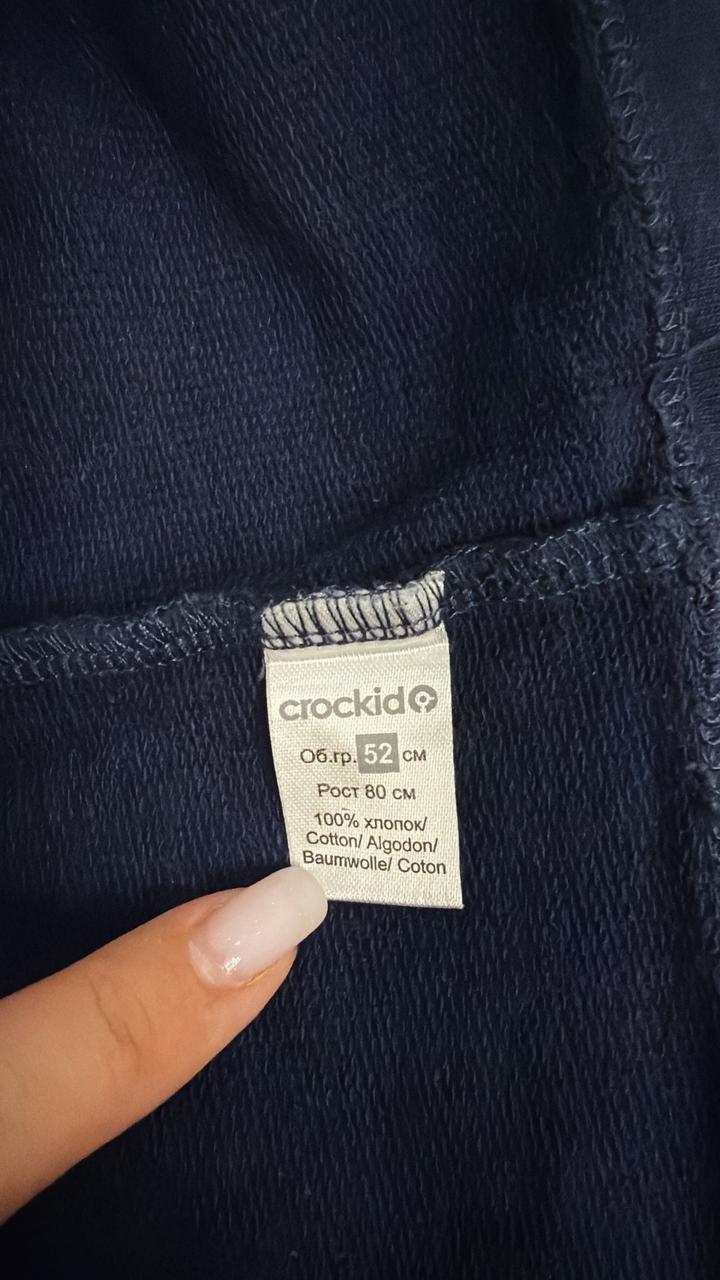 crockid
Об.гр. 52 см
Рост 80 см
100% хлопок/
Cotton/ Algodon/
Baumwolle/ Coton